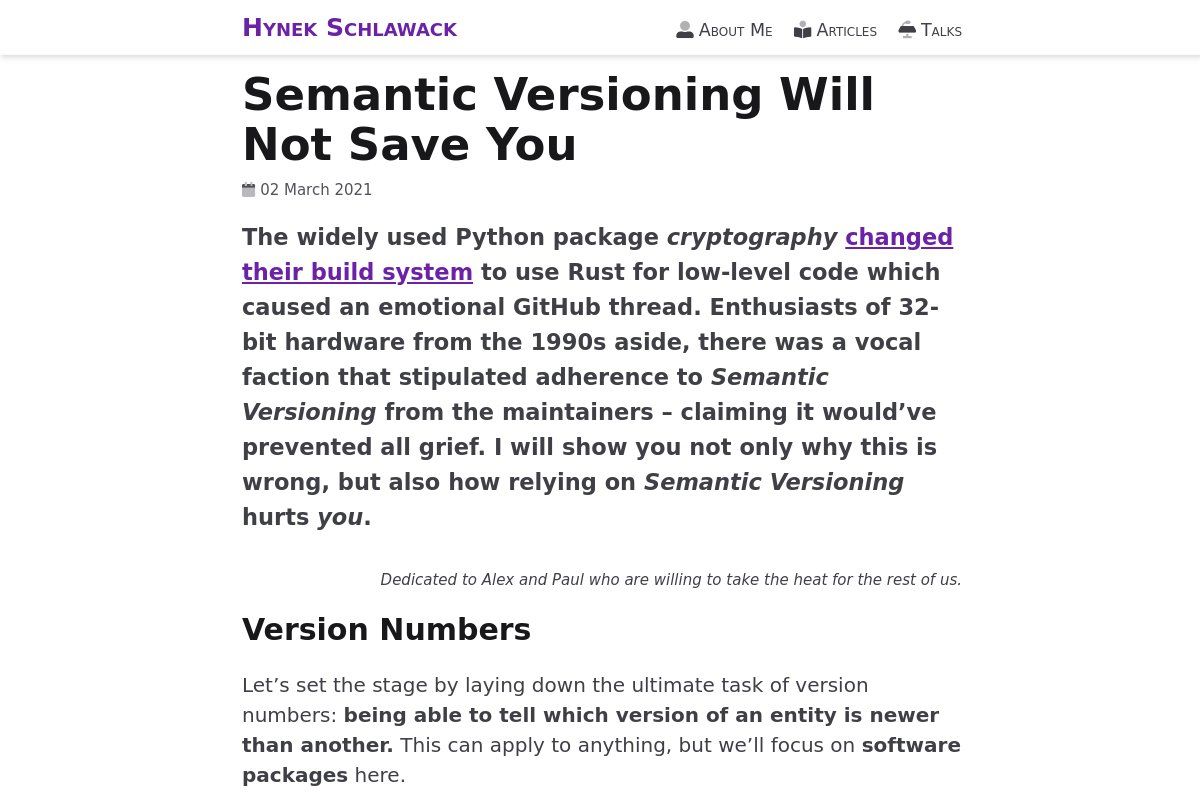 Hynek Schlawack
About Me
Articles
Talks
Semantic Versioning Will
Not Save You
02 March 2021
The widely used Python package cryptography changed
their build system to use Rust for low-level code which
caused an emotional GitHub thread. Enthusiasts of 32-
bit hardware from the 1990s aside, there was a vocal
faction that stipulated adherence to Semantic
Versioning from the maintainers – claiming it would’ve
prevented all grief. I will show you not only why this is
wrong, but also how relying on Semantic Versioning
hurts you.
Dedicated to Alex and Paul who are willing to take the heat for the rest of us.
Version Numbers
Let’s set the stage by laying down the ultimate task of version
numbers: being able to tell which version of an entity is newer
than another. This can apply to anything, but we’ll focus on software
packages here.